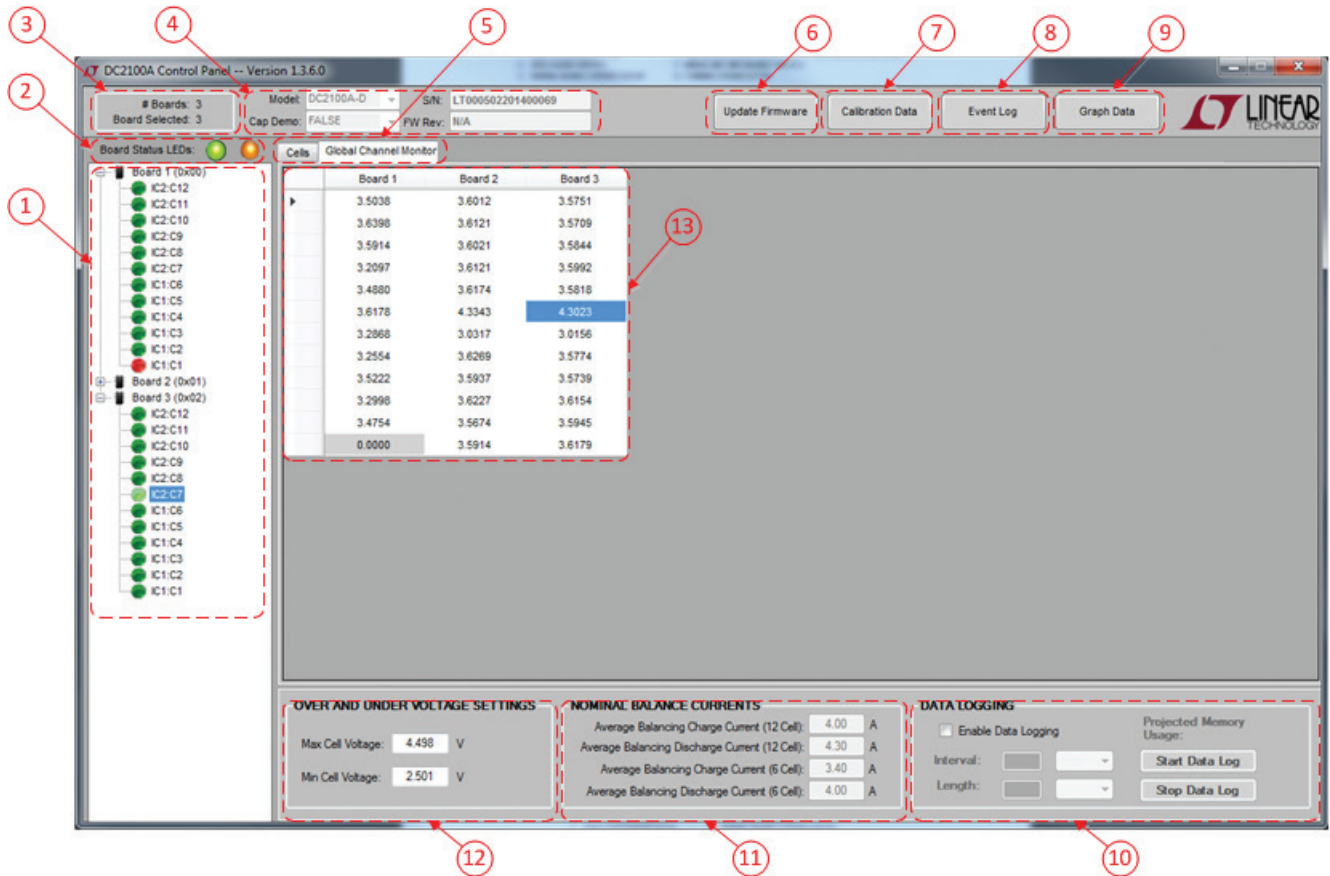 3
4
5
6
7
8
9
DC2100A Control Panel -- Version 1.3.6.0
2
# Boards: 3
Board Selected: 3
Model: DC2100A-D S/N: LT000502201400069
Cap Demo: FALSE FW Rev: N/A
Update Firmware
Calibration Data
Event Log
Graph Data
LINEAR
TECHNOLOGY
Board Status LEDs:
Cells Global Channel Monitor
1
Board 1 (0x00)
IC2:C12
IC2:C11
IC2:C10
IC2:C9
IC2:C8
IC2:C7
IC1:C6
IC1:C5
IC1:C4
IC1:C3
IC1:C2
IC1:C1
Board 2 (0x01)
Board 3 (0x02)
IC2:C12
IC2:C11
IC2:C10
IC2:C9
IC2:C8
IC2:C7
IC1:C6
IC1:C5
IC1:C4
IC1:C3
IC1:C2
IC1:C1
Board 1 Board 2 Board 3
3.5038 3.6012 3.5751
3.6398 3.6121 3.5709
3.5914 3.6021 3.5844
3.2097 3.6121 3.5992
3.4880 3.6174 3.5818
3.6178 4.3343 4.3023
3.2868 3.0317 3.0156
3.2554 3.6269 3.5774
3.5222 3.5937 3.5739
3.2998 3.6227 3.6154
3.4754 3.5674 3.5945
0.0000 3.5914 3.6179
13
OVER AND UNDER VOLTAGE SETTINGS
Max Cell Voltage: 4.498 V
Min Cell Voltage: 2.501 V
NOMINAL BALANCE CURRENTS
Average Balancing Charge Current (12 Cell): 4.00 A
Average Balancing Discharge Current (12 Cell): 4.30 A
Average Balancing Charge Current (6 Cell): 3.40 A
Average Balancing Discharge Current (6 Cell): 4.00 A
DATA LOGGING
Enable Data Logging
Projected Memory
Usage:
Interval:
Start Data Log
Length:
Stop Data Log
12
11
10